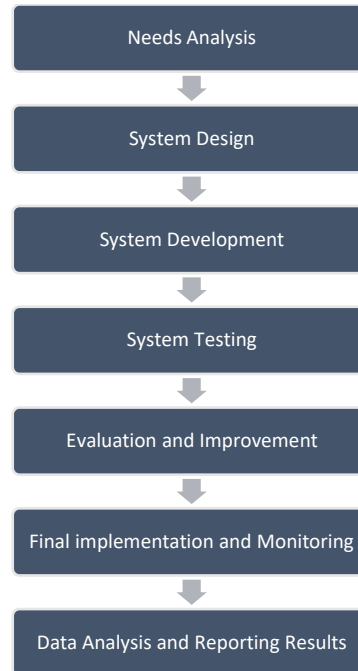 Needs Analysis
System Design
System Development
System Testing
Evaluation and Improvement
Final implementation and Monitoring
Data Analysis and Reporting Results